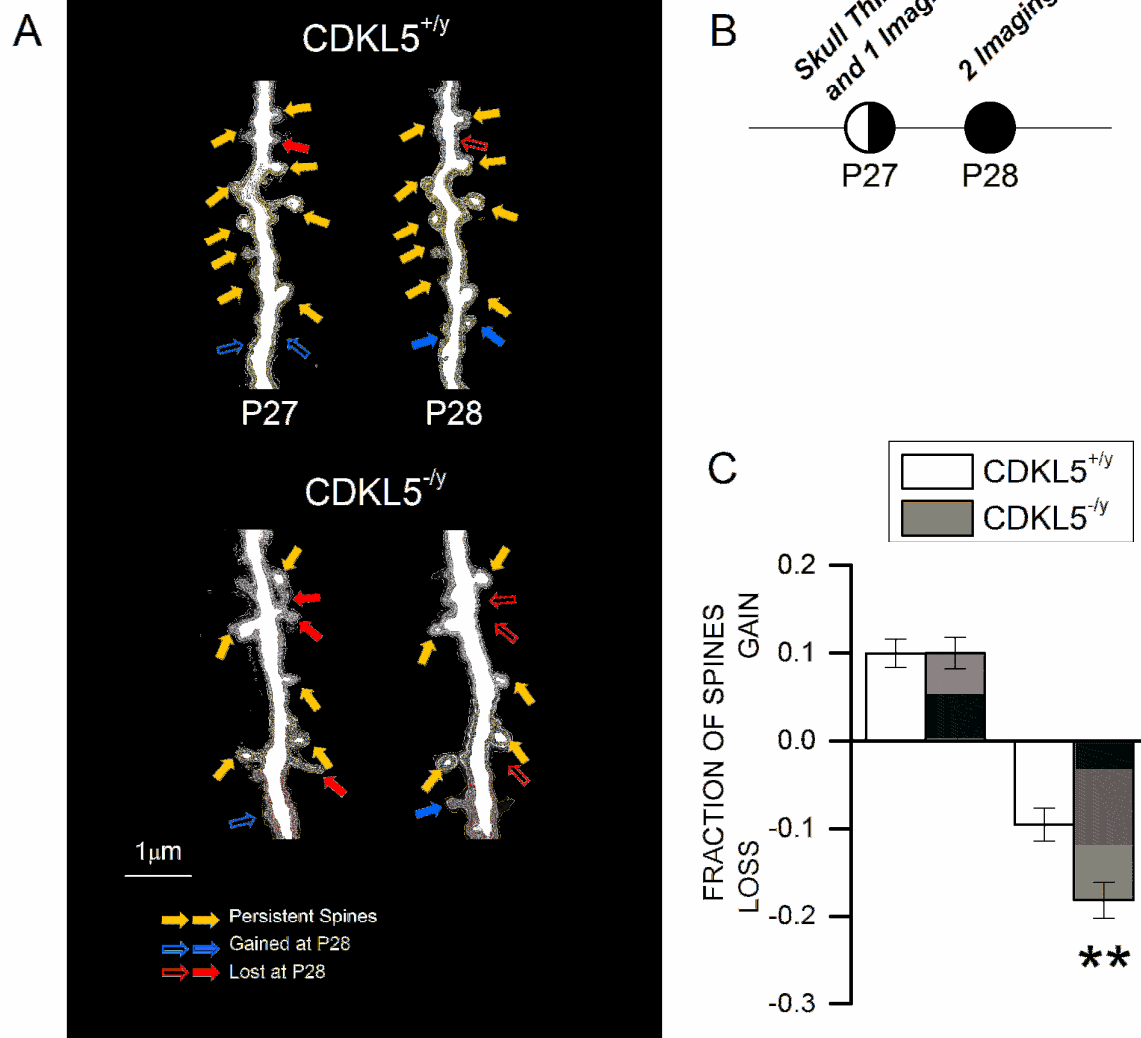 A
CDKL5+/y
P27 P28
CDKL5-/y
1μm
Persistent Spines
Gained at P28
Lost at P28
B
Skull
and 1
2 Imaging
P27 P28
C
CDKL5+/y
CDKL5-/y
FRACTION OF SPINES
LOSS GAIN
0.2
0.1
0.0
-0.1
-0.2
-0.3
**